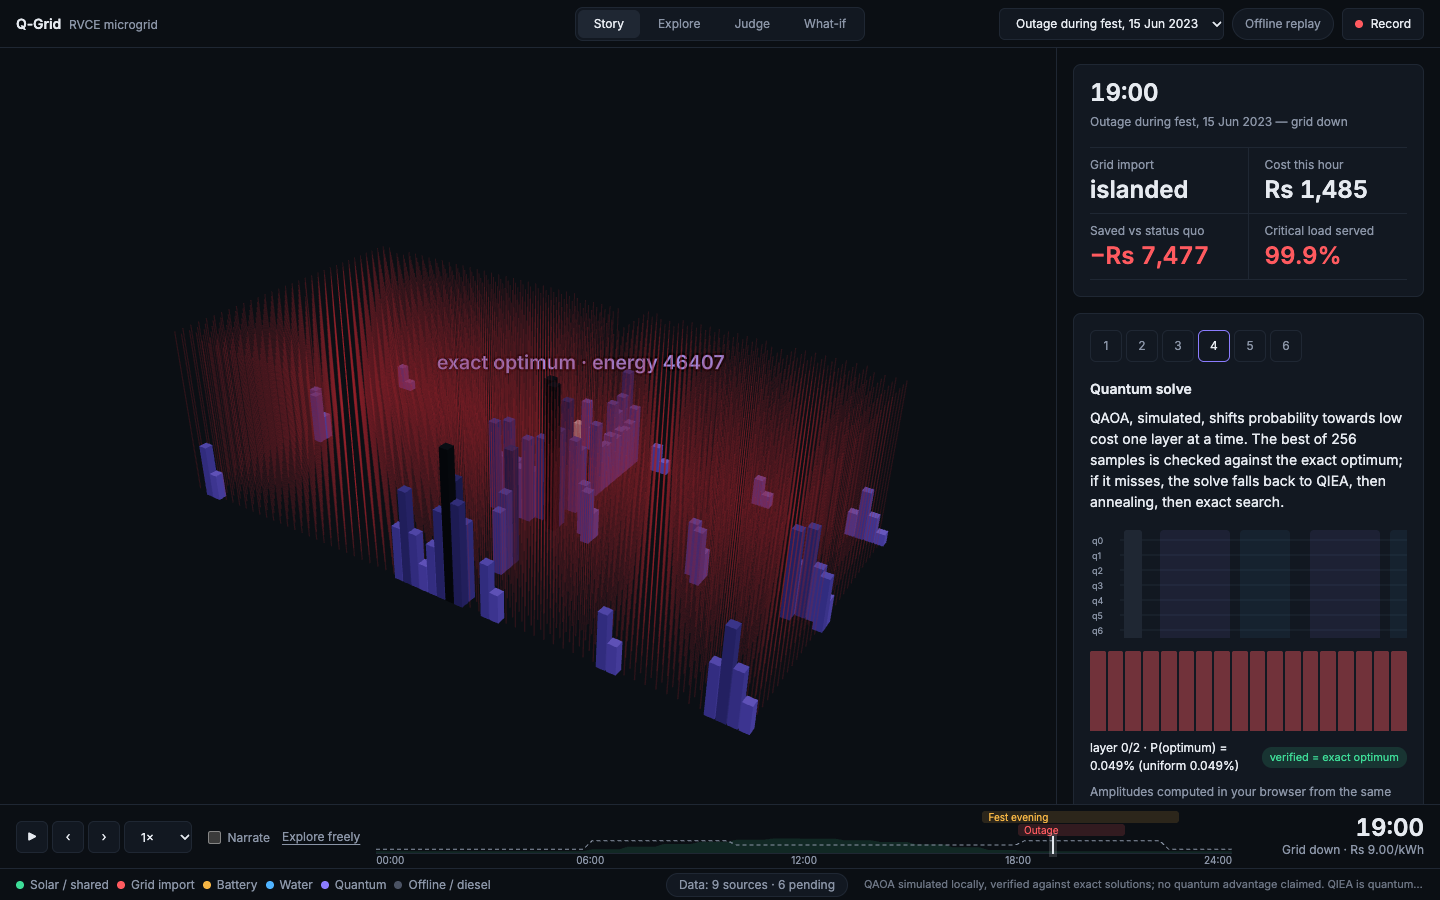 Q-Grid RVCE microgrid
Story Explore Judge What-if
Outage during fest, 15 Jun 2023
Offline replay
Record
19:00
Outage during fest, 15 Jun 2023 — grid down
Grid import Cost this hour
islanded Rs 1,485
Saved vs status quo Critical load served
−Rs 7,477 99.9%
exact optimum · energy 46407
1 2 3 4 5 6
Quantum solve
QAOA, simulated, shifts probability towards low
cost one layer at a time. The best of 256
samples is checked against the exact optimum;
if it misses, the solve falls back to QIEA, then
annealing, then exact search.
q0
q1
q2
q3
q4
q5
q6
layer 0/2 · P(optimum) =
0.049% (uniform 0.049%)
verified = exact optimum
Amplitudes computed in your browser from the same
1×
Narrate
Explore freely
Fest evening
Outage
00:00 06:00 12:00 18:00 24:00
19:00
Grid down · Rs 9.00/kWh
Solar / shared Grid import Battery Water Quantum Offline / diesel
Data: 9 sources · 6 pending
QAOA simulated locally, verified against exact solutions; no quantum advantage claimed. QIEA is quantum...